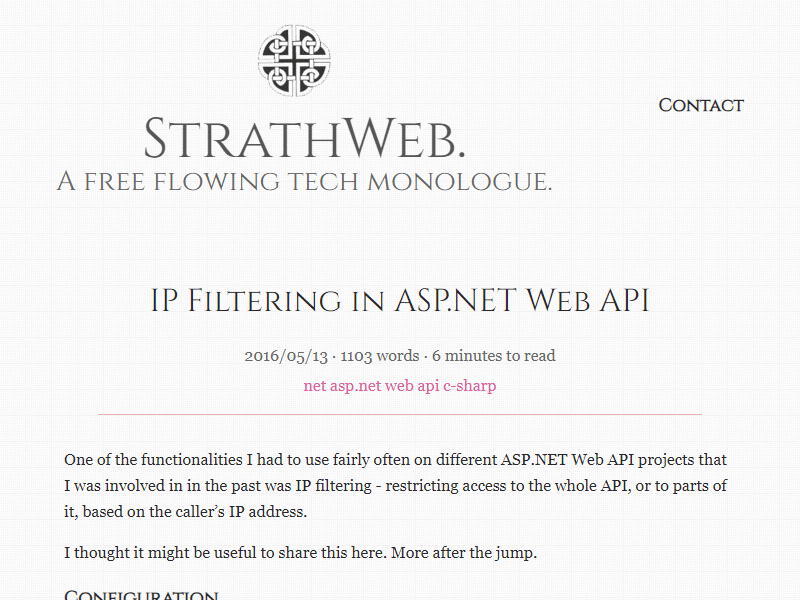 Contact
StrathWeb.
A free flowing tech monologue.
IP Filtering in ASP.NET Web API
2016/05/13 · 1103 words · 6 minutes to read
net asp.net web api c-sharp
One of the functionalities I had to use fairly often on different ASP.NET Web API projects that
I was involved in in the past was IP filtering - restricting access to the whole API, or to parts of
it, based on the caller’s IP address.
I thought it might be useful to share this here. More after the jump.
Configuration